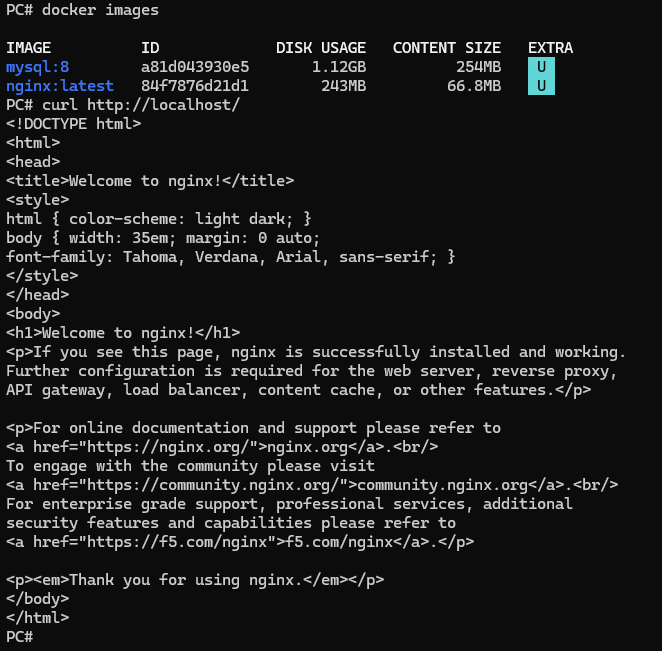 PC# docker images

IMAGE          ID             DISK USAGE   CONTENT SIZE   EXTRA
mysql:8        a81d043930e5       1.12GB          254MB    U
nginx:latest   84f7876d21d1        243MB         66.8MB    U
PC# curl http://localhost/
<!DOCTYPE html>
<html>
<head>
<title>Welcome to nginx!</title>
<style>
html { color-scheme: light dark; }
body { width: 35em; margin: 0 auto;
font-family: Tahoma, Verdana, Arial, sans-serif; }
</style>
</head>
<body>
<h1>Welcome to nginx!</h1>
<p>If you see this page, nginx is successfully installed and working.
Further configuration is required for the web server, reverse proxy,
API gateway, load balancer, content cache, or other features.</p>

<p>For online documentation and support please refer to
<a href="https://nginx.org/">nginx.org</a>.<br/>
To engage with the community please visit
<a href="https://community.nginx.org/">community.nginx.org</a>.<br/>
For enterprise grade support, professional services, additional
security features and capabilities please refer to
<a href="https://f5.com/nginx">f5.com/nginx</a>.</p>

<p><em>Thank you for using nginx.</em></p>
</body>
</html>
PC#